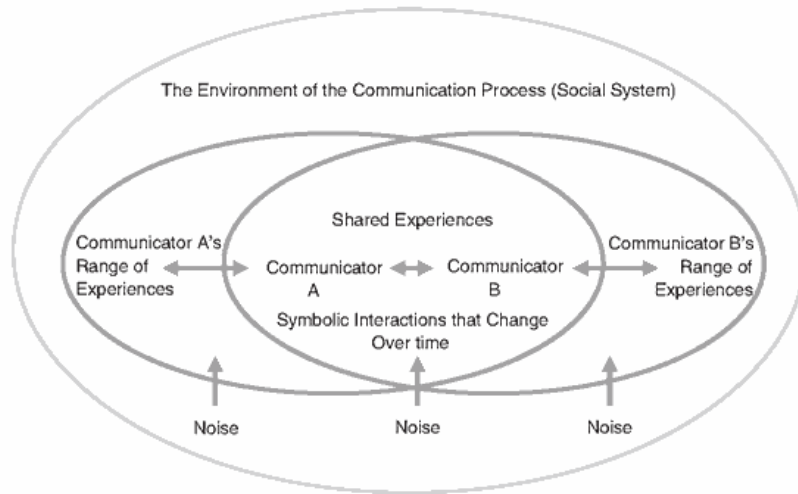 The Environment of the Communication Process (Social System)
Shared Experiences
Communicator A's
Range of
Experiences
Communicator
A
Communicator
B
Communicator B's
Range of
Experiences
Symbolic Interactions that Change
Over time
Noise
Noise
Noise